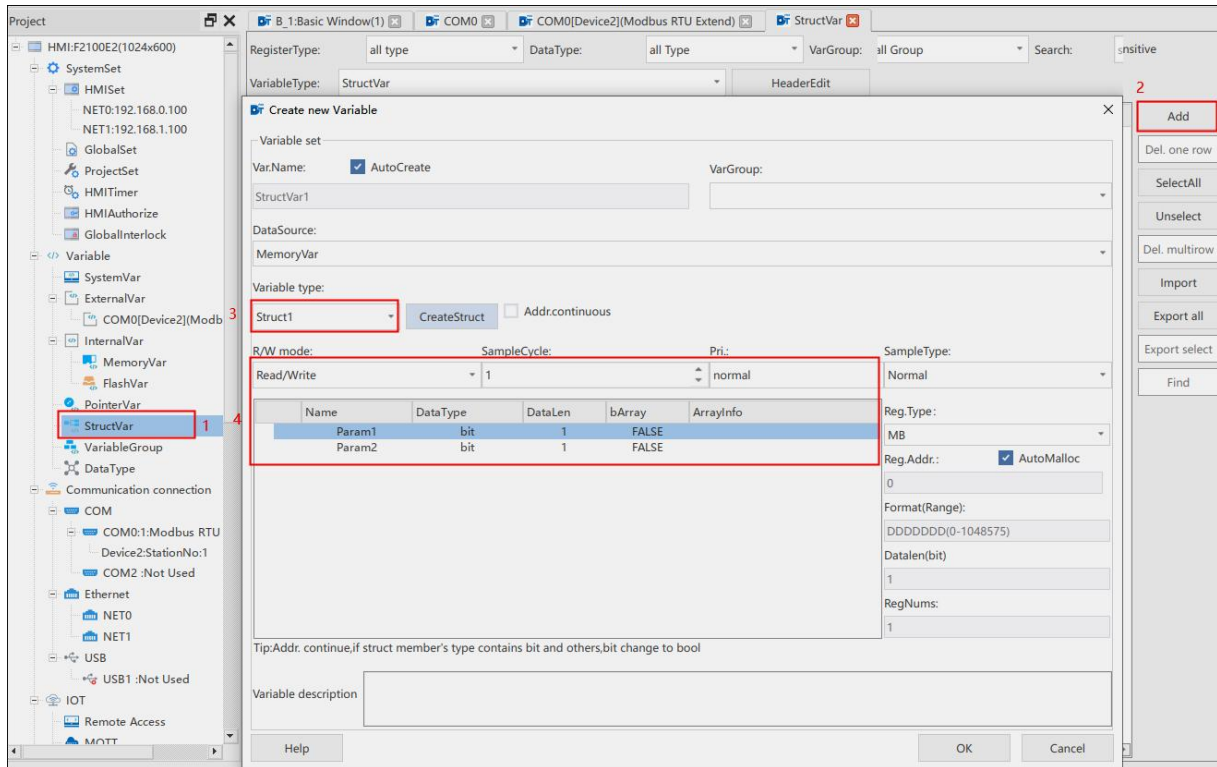 Project
B_1:Basic Window(1)
COM0
COM0[Device2](Modbus RTU Extend)
StructVar
HMI:F2100E2(1024x600)
SystemSet
HMISet
NET0:192.168.0.100
NET1:192.168.1.100
GlobalSet
ProjectSet
HMITimer
HMIAuthorize
GlobalInterlock
Variable
SystemVar
ExternalVar
COM0[Device2](Modb
InternalVar
MemoryVar
FlashVar
PointerVar
StructVar
1
VariableGroup
DataType
Communication connection
COM
COM0:1:Modbus RTU
Device2:StationNo:1
COM2 :Not Used
Ethernet
NET0
NET1
USB
USB1 :Not Used
IOT
Remote Access
MQTT
RegisterType: all type DataType: all Type VarGroup: all Group Search: snsitive
VariableType: StructVar HeaderEdit
2
Add
Del. one row
SelectAll
Unselect
Del. multirow
Import
Export all
Export select
Find
Create new Variable
Variable set
Var.Name: AutoCreate VarGroup:
StructVar1
DataSource:
MemoryVar
Variable type:
3
Struct1 CreateStruct Addr.continuous
R/W mode: SampleCycle: Pri.: SampleType:
Read/Write 1 normal Normal
4
Name DataType DataLen bArray ArrayInfo
Param1 bit 1 FALSE
Param2 bit 1 FALSE
Reg.Type:
MB
Reg.Addr.: AutoMalloc
0
Format(Range):
DDDDDDD(0-1048575)
Datalen(bit)
1
RegNums:
1
Tip:Addr. continue,if struct member's type contains bit and others,bit change to bool
Variable description
Help OK Cancel